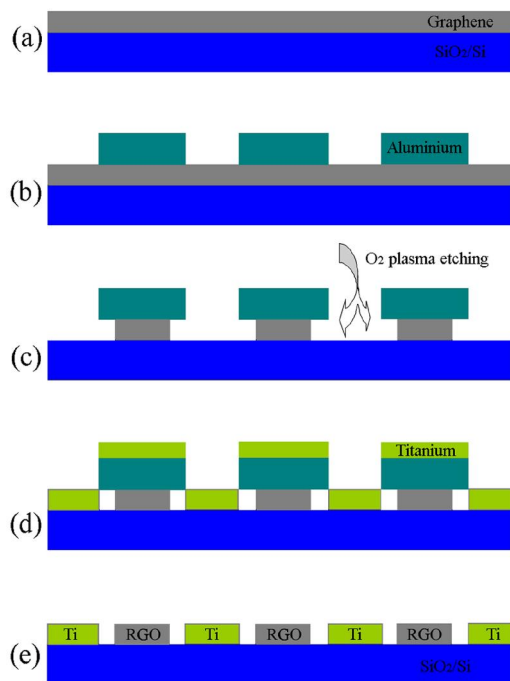 (a)
Graphene
SiO2/Si
(b)
Aluminium
(c)
O2 plasma etching
(d)
Titanium
(e)
Ti RGO Ti RGO Ti RGO Ti
SiO2/Si